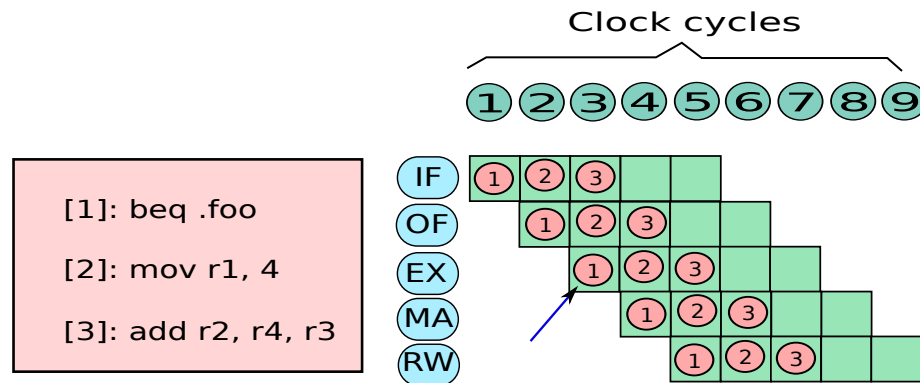 Clock cycles
1 2 3 4 5 6 7 8 9
[1]: beq .foo
[2]: mov r1, 4
[3]: add r2, r4, r3
IF 1 2 3
OF 1 2 3
EX 1 2 3
MA 1 2 3
RW 1 2 3